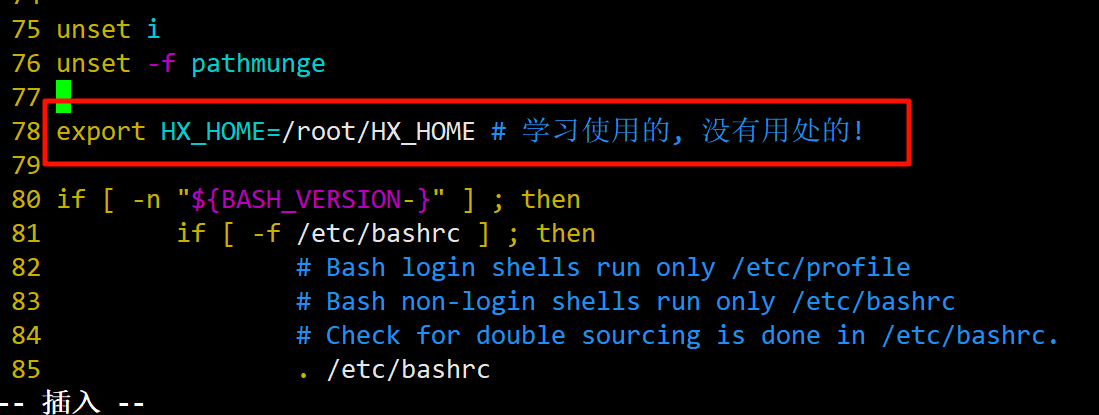 75 unset i
76 unset -f pathmunge
77
78 export HX_HOME=/root/HX_HOME # 学习使用的, 没有用处的!
79
80 if [ -n "${BASH_VERSION-}" ] ; then
81         if [ -f /etc/bashrc ] ; then
82                 # Bash login shells run only /etc/profile
83                 # Bash non-login shells run only /etc/bashrc
84                 # Check for double sourcing is done in /etc/bashrc.
85                 . /etc/bashrc
-- 插入 --